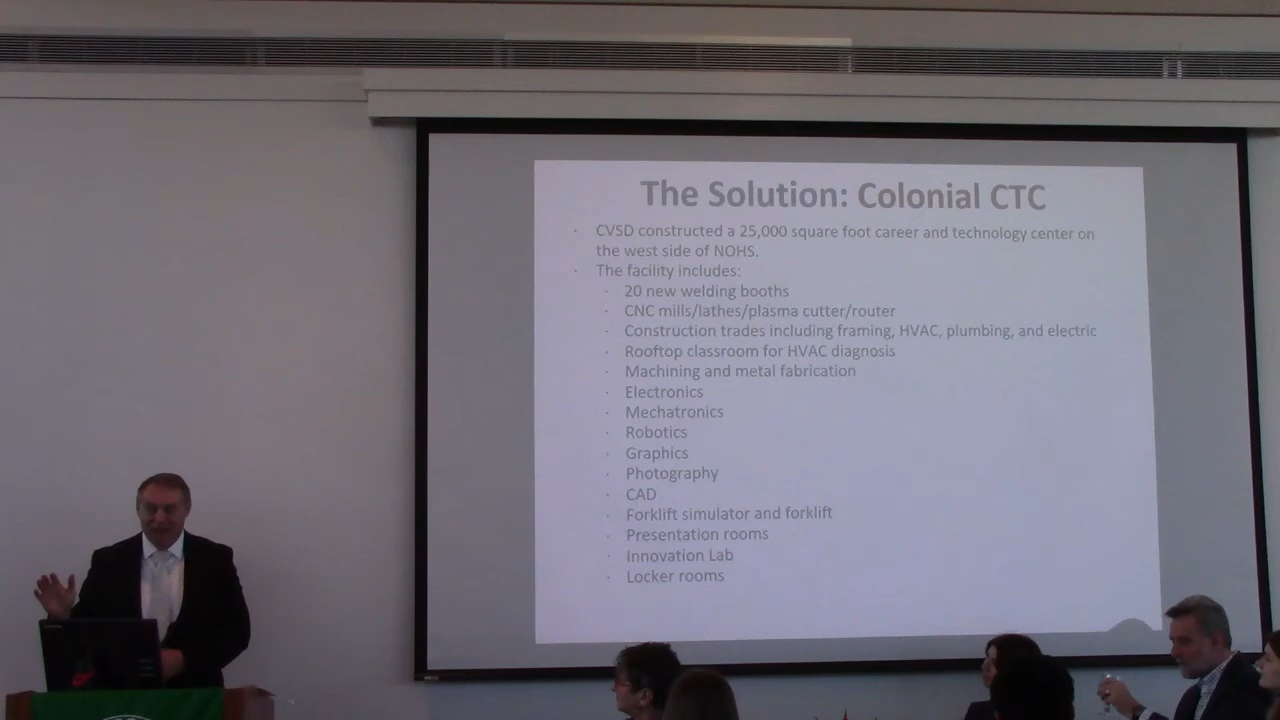 The Solution: Colonial CTC
· CVSD constructed a 25,000 square foot career and technology center on
the west side of NOHS.
· The facility includes:
· 20 new welding booths
· CNC mills/lathes/plasma cutter/router
· Construction trades including framing, HVAC, plumbing, and electric
· Rooftop classroom for HVAC diagnosis
· Machining and metal fabrication
· Electronics
· Mechatronics
· Robotics
· Graphics
· Photography
· CAD
· Forklift simulator and forklift
· Presentation rooms
· Innovation Lab
· Locker rooms